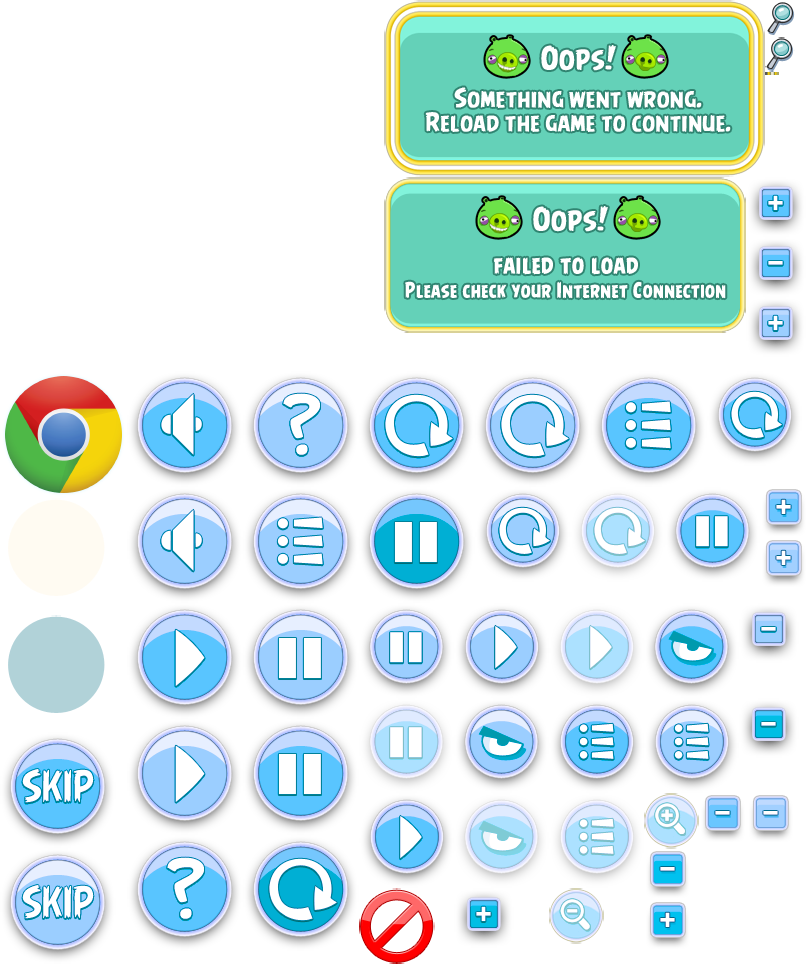 OOPS!
SOMETHING WENT WRONG.
RELOAD THE GAME TO CONTINUE.
OOPS!
FAILED TO LOAD
PLEASE CHECK YOUR INTERNET CONNECTION
?
SKIP
?
SKIP